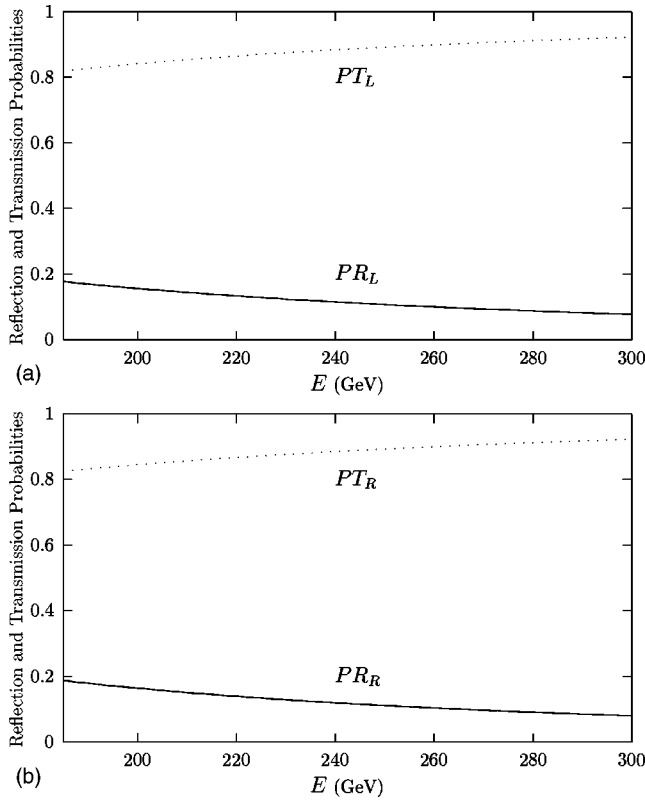 Reflection and Transmission Probabilities
1
0.8
0.6
0.4
0.2
0
PT_L
PR_L
200 220 240 260 280 300
E (GeV)
(a)
Reflection and Transmission Probabilities
1
0.8
0.6
0.4
0.2
0
PT_R
PR_R
200 220 240 260 280 300
E (GeV)
(b)